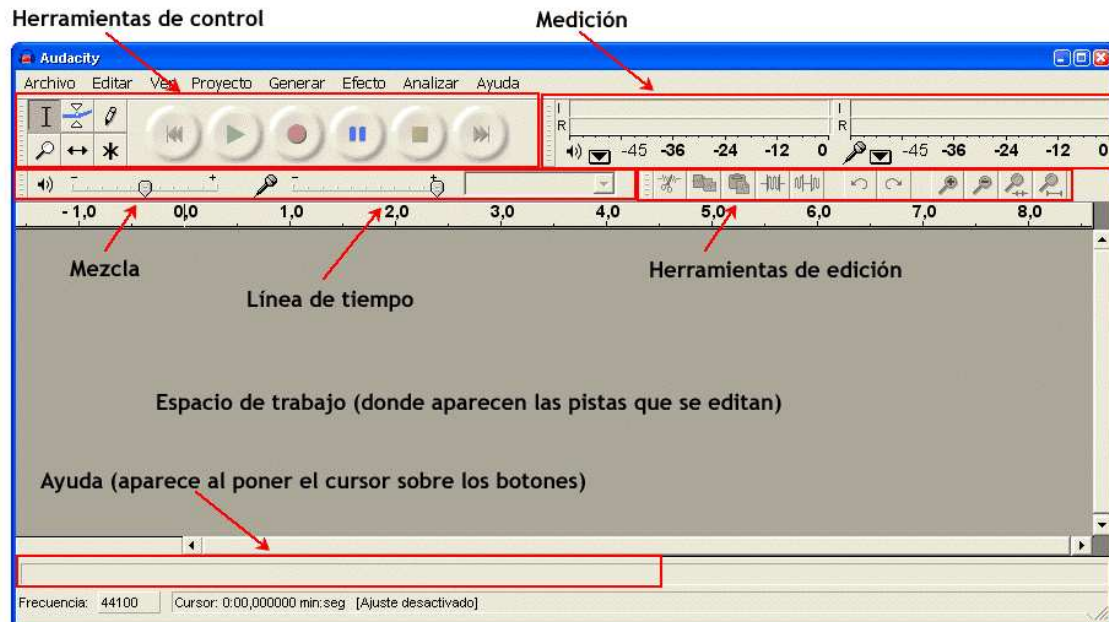 Herramientas de control
Medición
Audacity
Archivo Editar Ver Proyecto Generar Efecto Analizar Ayuda
I
R
I
R
-45 -36 -24 -12 0
-45 -36 -24 -12 0
- +
- +
-1,0 0,0 1,0 2,0 3,0 4,0 5,0 6,0 7,0 8,0
Mezcla
Herramientas de edición
Línea de tiempo
Espacio de trabajo (donde aparecen las pistas que se editan)
Ayuda (aparece al poner el cursor sobre los botones)
Frecuencia: 44100 Cursor: 0:00,000000 min:seg [Ajuste desactivado]